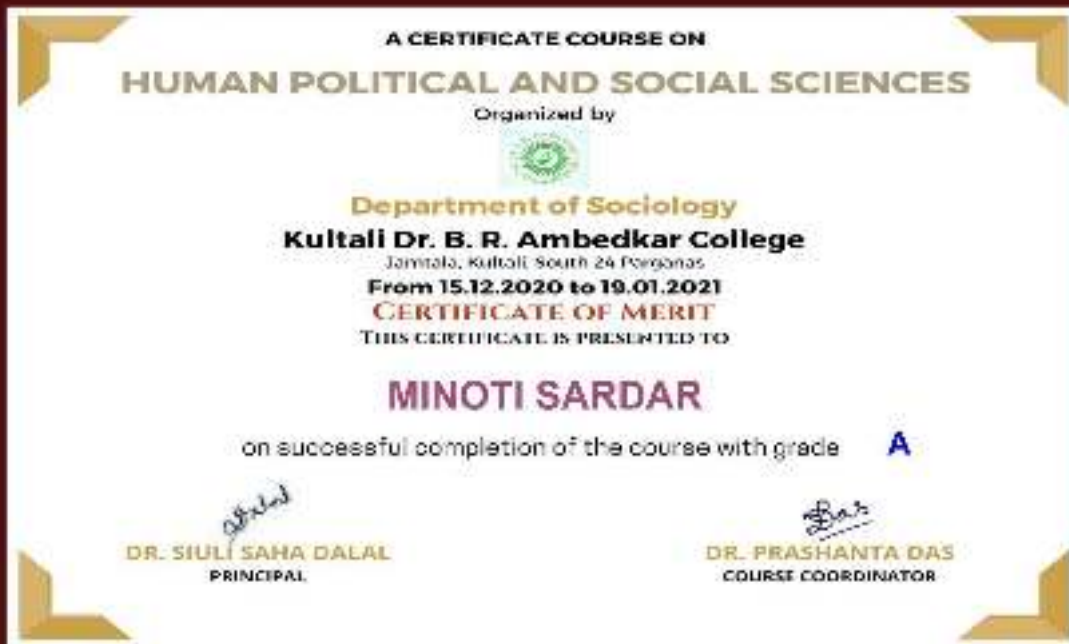 A CERTIFICATE COURSE ON
HUMAN POLITICAL AND SOCIAL SCIENCES
Organized by
Department of Sociology
Kultali Dr. B. R. Ambedkar College
Jamtala, Kultali South 24 Parganas
From 15.12.2020 to 19.01.2021
CERTIFICATE OF MERIT
THIS CERTIFICATE IS PRESENTED TO
MINOTI SARDAR
on successful completion of the course with grade A
Das
DR. SIULI SAHA DALAL DR. PRASHANTA DAS
PRINCIPAL COURSE COORDINATOR